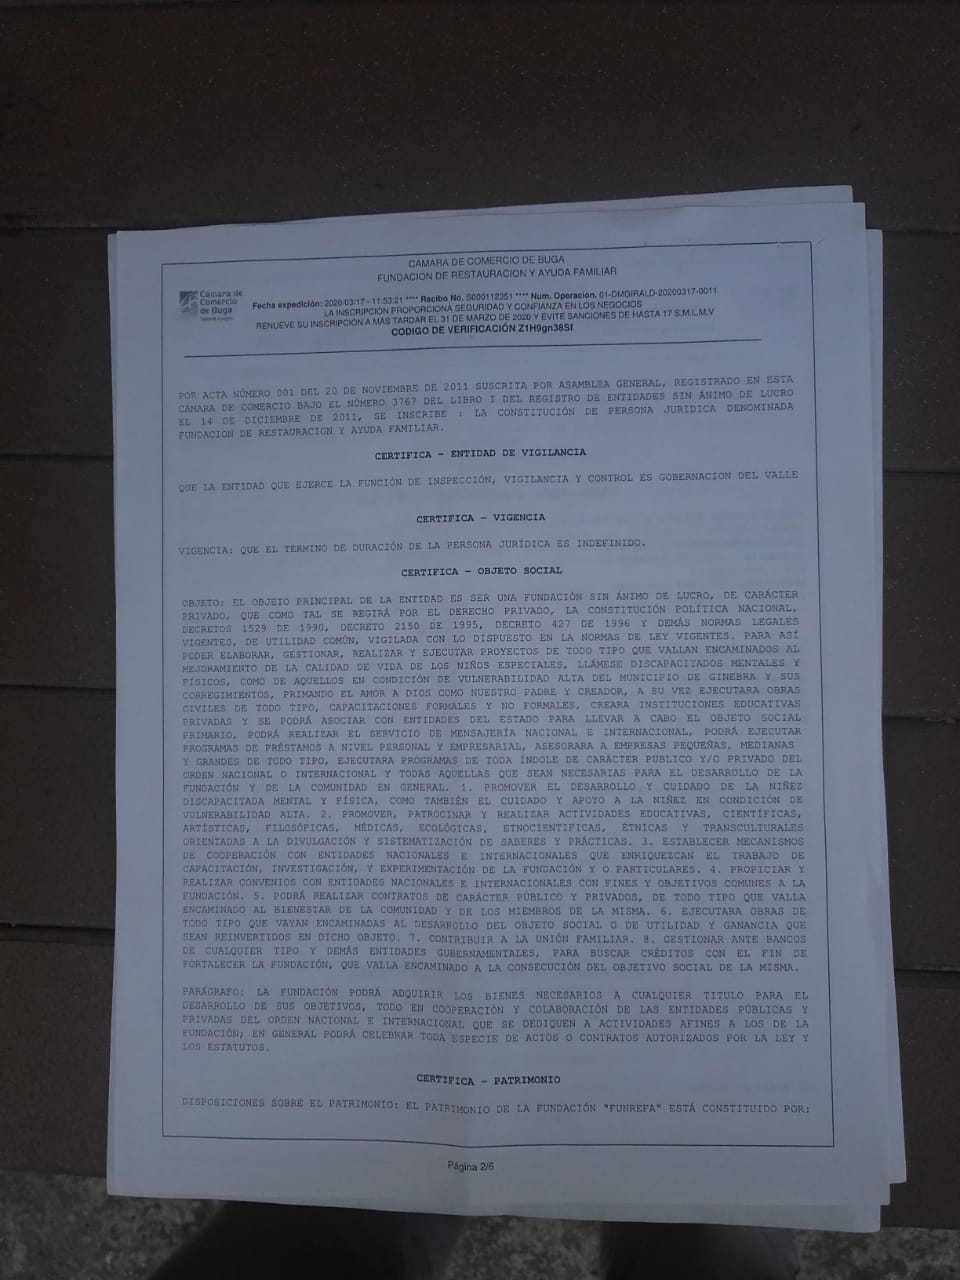 CAMARA DE COMERCIO DE BUGA
FUNDACION DE RESTAURACION Y AYUDA FAMILIAR
Cámara de
Comercio
de Buga
Fecha expedición: 2020/03/17 - 11:53:21 **** Recibo No. S000112351 **** Num. Operación. 01-DMGIRALD-20200317-0011
LA INSCRIPCIÓN PROPORCIONA SEGURIDAD Y CONFIANZA EN LOS NEGOCIOS
RENUEVE SU INSCRIPCIÓN A MÁS TARDAR EL 31 DE MARZO DE 2020 Y EVITE SANCIONES DE HASTA 17 S.M.L.M.V
CODIGO DE VERIFICACIÓN Z1H9gn36Sf
POR ACTA NÚMERO 001 DEL 20 DE NOVIEMBRE DE 2011 SUSCRITA POR ASAMBLEA GENERAL, REGISTRADO EN ESTA
CÁMARA DE COMERCIO BAJO EL NÚMERO 3767 DEL LIBRO I DEL REGISTRO DE ENTIDADES SIN ÁNIMO DE LUCRO
EL 14 DE DICIEMBRE DE 2011, SE INSCRIBE : LA CONSTITUCIÓN DE PERSONA JURIDICA DENOMINADA
FUNDACION DE RESTAURACION Y AYUDA FAMILIAR.
CERTIFICA - ENTIDAD DE VIGILANCIA
QUE LA ENTIDAD QUE EJERCE LA FUNCIÓN DE INSPECCIÓN, VIGILANCIA Y CONTROL ES GOBERNACION DEL VALLE
CERTIFICA - VIGENCIA
VIGENCIA: QUE EL TÉRMINO DE DURACIÓN DE LA PERSONA JURÍDICA ES INDEFINIDO.
CERTIFICA - OBJETO SOCIAL
OBJETO: EL OBJETO PRINCIPAL DE LA ENTIDAD ES SER UNA FUNDACIÓN SIN ÁNIMO DE LUCRO, DE CARÁCTER
PRIVADO, QUE COMO TAL SE REGIRÁ POR EL DERECHO PRIVADO, LA CONSTITUCIÓN POLÍTICA NACIONAL,
DECRETOS 1529 DE 1990, DECRETO 2150 DE 1995, DECRETO 427 DE 1996 Y DEMÁS NORMAS LEGALES
VIGENTES, DE UTILIDAD COMÚN, VIGILADA CON LO DISPUESTO EN LA NORMAS DE LEY VIGENTES. PARA ASÍ
PODER ELABORAR, GESTIONAR, REALIZAR Y EJECUTAR PROYECTOS DE TODO TIPO QUE VALLAN ENCAMINADOS AL
MEJORAMIENTO DE LA CALIDAD DE VIDA DE LOS NIÑOS ESPECIALES, LLÁMESE DISCAPACITADOS MENTALES Y
FÍSICOS, COMO DE AQUELLOS EN CONDICIÓN DE VULNERABILIDAD ALTA DEL MUNICIPIO DE GINEBRA Y SUS
CORREGIMIENTOS, PRIMANDO EL AMOR A DIOS COMO NUESTRO PADRE Y CREADOR, A SU VEZ EJECUTARA OBRAS
CIVILES DE TODO TIPO, CAPACITACIONES FORMALES Y NO FORMALES, CREARA INSTITUCIONES EDUCATIVAS
PRIVADAS Y SE PODRÁ ASOCIAR CON ENTIDADES DEL ESTADO PARA LLEVAR A CABO EL OBJETO SOCIAL
PRIMARIO, PODRÁ REALIZAR EL SERVICIO DE MENSAJERÍA NACIONAL E INTERNACIONAL, PODRÁ EJECUTAR
PROGRAMAS DE PRÉSTAMOS A NIVEL PERSONAL Y EMPRESARIAL, ASESORARA A EMPRESAS PEQUEÑAS, MEDIANAS
Y GRANDES DE TODO TIPO, EJECUTARA PROGRAMAS DE TODA ÍNDOLE DE CARÁCTER PUBLICO Y/O PRIVADO DEL
ORDEN NACIONAL O INTERNACIONAL Y TODAS AQUELLAS QUE SEAN NECESARIAS PARA EL DESARROLLO DE LA
FUNDACIÓN Y DE LA COMUNIDAD EN GENERAL. 1. PROMOVER EL DESARROLLO Y CUIDADO DE LA NIÑEZ
DISCAPACITADA MENTAL Y FÍSICA, COMO TAMBIÉN EL CUIDADO Y APOYO A LA NIÑEZ EN CONDICIÓN DE
VULNERABILIDAD ALTA. 2. PROMOVER, PATROCINAR Y REALIZAR ACTIVIDADES EDUCATIVAS, CIENTÍFICAS,
ARTÍSTICAS, FILOSÓFICAS, MÉDICAS, ECOLÓGICAS, ETNOCIENTIFICAS, ÉTNICAS Y TRANSCULTURALES
ORIENTADAS A LA DIVULGACIÓN Y SISTEMATIZACIÓN DE SABERES Y PRÁCTICAS. 3. ESTABLECER MECANISMOS
DE COOPERACIÓN CON ENTIDADES NACIONALES E INTERNACIONALES QUE ENRIQUEZCAN EL TRABAJO DE
CAPACITACIÓN, INVESTIGACIÓN, Y EXPERIMENTACIÓN DE LA FUNDACIÓN Y O PARTICULARES. 4. PROPICIAR Y
REALIZAR CONVENIOS CON ENTIDADES NACIONALES E INTERNACIONALES CON FINES Y OBJETIVOS COMUNES A LA
FUNDACIÓN. 5. PODRÁ REALIZAR CONTRATOS DE CARÁCTER PÚBLICO Y PRIVADOS, DE TODO TIPO QUE VALLA
ENCAMINADO AL BIENESTAR DE LA COMUNIDAD Y DE LOS MIEMBROS DE LA MISMA. 6. EJECUTARA OBRAS DE
TODO TIPO QUE VAYAN ENCAMINADAS AL DESARROLLO DEL OBJETO SOCIAL O DE UTILIDAD Y GANANCIA QUE
SEAN REINVERTIDOS EN DICHO OBJETO. 7. CONTRIBUIR A LA UNIÓN FAMILIAR. 8. GESTIONAR ANTE BANCOS
DE CUALQUIER TIPO Y DEMÁS ENTIDADES GUBERNAMENTALES, PARA BUSCAR CRÉDITOS CON EL FIN DE
FORTALECER LA FUNDACIÓN, QUE VALLA ENCAMINADO A LA CONSECUCIÓN DEL OBJETIVO SOCIAL DE LA MISMA.
PARÁGRAFO: LA FUNDACIÓN PODRÁ ADQUIRIR LOS BIENES NECESARIOS A CUALQUIER TITULO PARA EL
DESARROLLO DE SUS OBJETIVOS, TODO EN COOPERACIÓN Y COLABORACIÓN DE LAS ENTIDADES PÚBLICAS Y
PRIVADAS DEL ORDEN NACIONAL E INTERNACIONAL QUE SE DEDIQUEN A ACTIVIDADES AFINES A LOS DE LA
FUNDACIÓN; EN GENERAL PODRÁ CELEBRAR TODA ESPECIE DE ACTOS O CONTRATOS AUTORIZADOS POR LA LEY Y
LOS ESTATUTOS.
CERTIFICA - PATRIMONIO
DISPOSICIONES SOBRE EL PATRIMONIO: EL PATRIMONIO DE LA FUNDACIÓN "FUNREFA" ESTÁ CONSTITUIDO POR:
Página 2/6